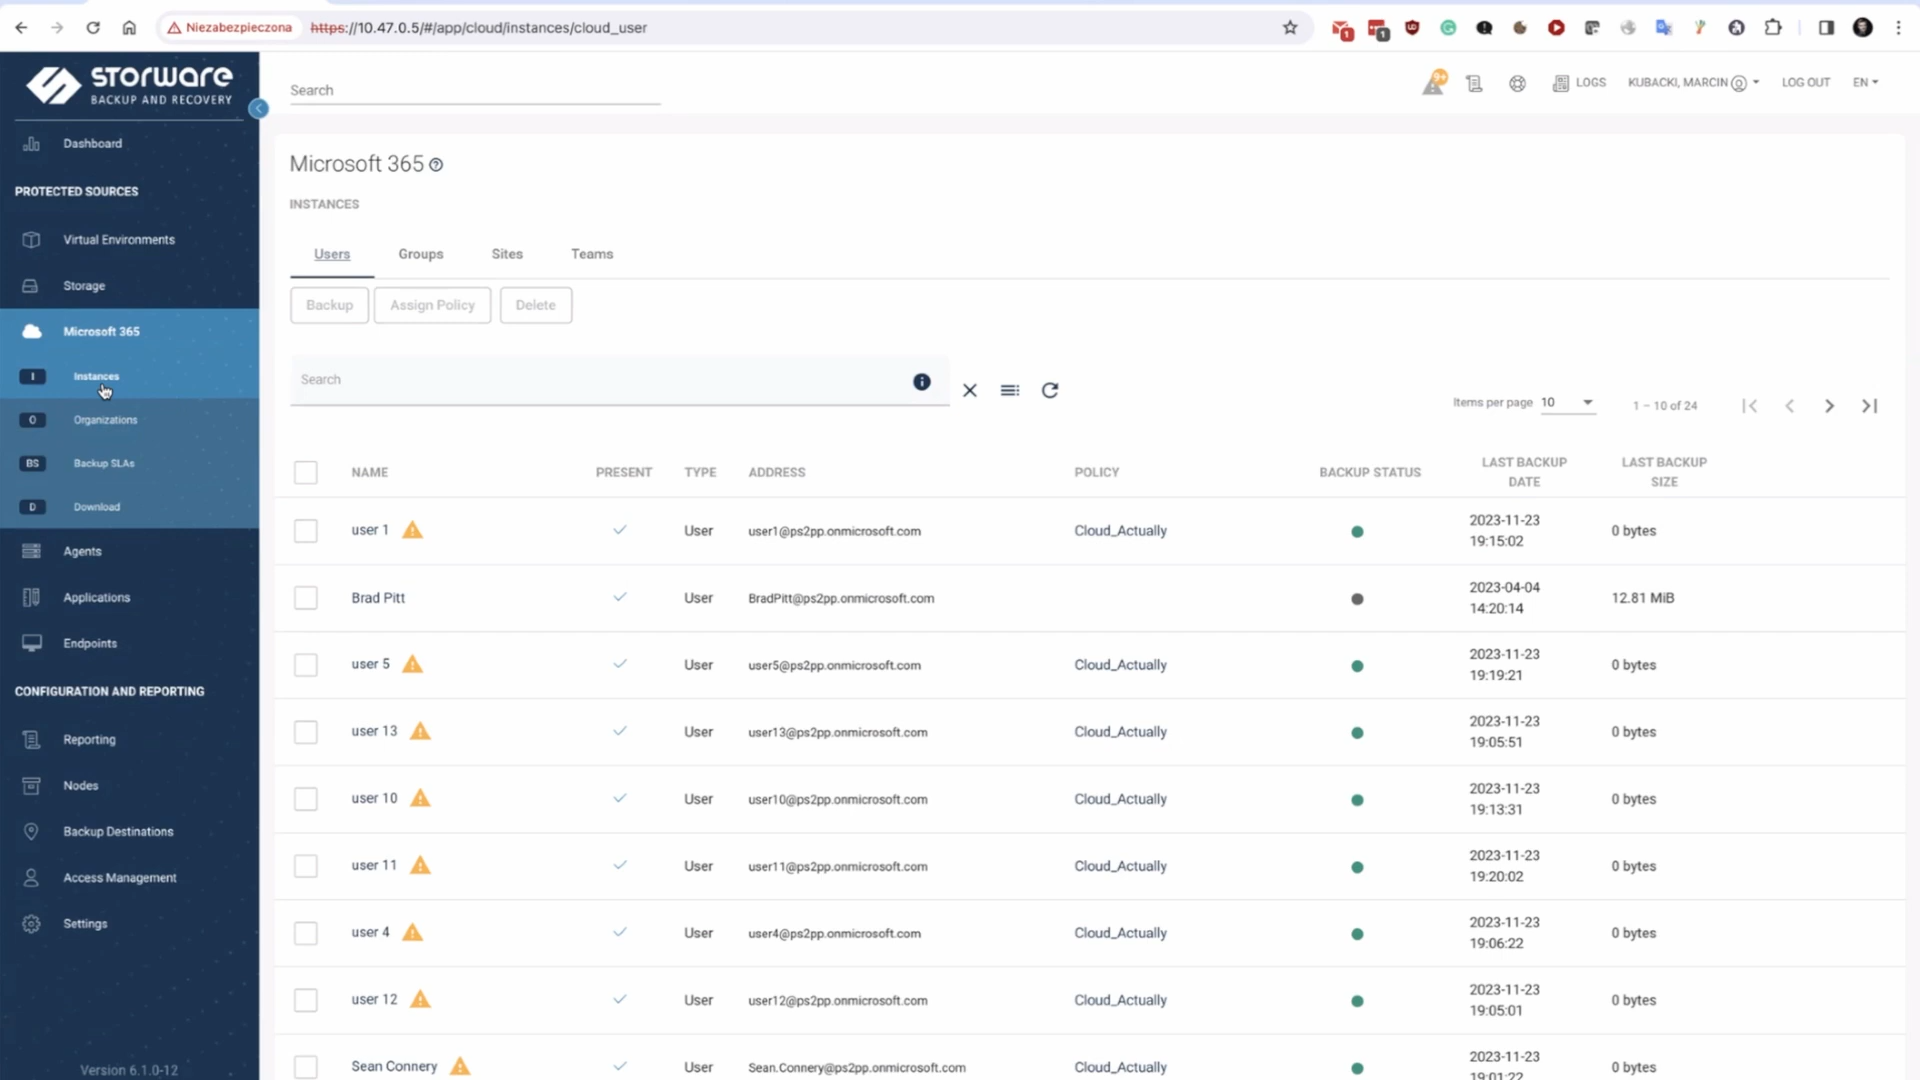 Niezabezpieczona
https://10.47.0.5/#/app/cloud/instances/cloud_user
1
1
STORWARE
BACKUP AND RECOVERY
Search
9+
LOGS
KUBACKI, MARCIN
LOG OUT
EN
Dashboard
PROTECTED SOURCES
Virtual Environments
Storage
Microsoft 365
I Instances
O Organizations
BS Backup SLAs
D Download
Agents
Applications
Endpoints
CONFIGURATION AND REPORTING
Reporting
Nodes
Backup Destinations
Access Management
Settings
Version 6.1.0-12
Microsoft 365
INSTANCES
Users Groups Sites Teams
Backup Assign Policy Delete
Search
Items per page 10 1 – 10 of 24
NAME PRESENT TYPE ADDRESS POLICY BACKUP STATUS LAST BACKUP DATE LAST BACKUP SIZE
user 1 User user1@ps2pp.onmicrosoft.com Cloud_Actually 2023-11-23 19:15:02 0 bytes
Brad Pitt User BradPitt@ps2pp.onmicrosoft.com 2023-04-04 14:20:14 12.81 MiB
user 5 User user5@ps2pp.onmicrosoft.com Cloud_Actually 2023-11-23 19:19:21 0 bytes
user 13 User user13@ps2pp.onmicrosoft.com Cloud_Actually 2023-11-23 19:05:51 0 bytes
user 10 User user10@ps2pp.onmicrosoft.com Cloud_Actually 2023-11-23 19:13:31 0 bytes
user 11 User user11@ps2pp.onmicrosoft.com Cloud_Actually 2023-11-23 19:20:02 0 bytes
user 4 User user4@ps2pp.onmicrosoft.com Cloud_Actually 2023-11-23 19:06:22 0 bytes
user 12 User user12@ps2pp.onmicrosoft.com Cloud_Actually 2023-11-23 19:05:01 0 bytes
Sean Connery User Sean.Connery@ps2pp.onmicrosoft.com Cloud_Actually 2023-11-23 19:01:22 0 bytes